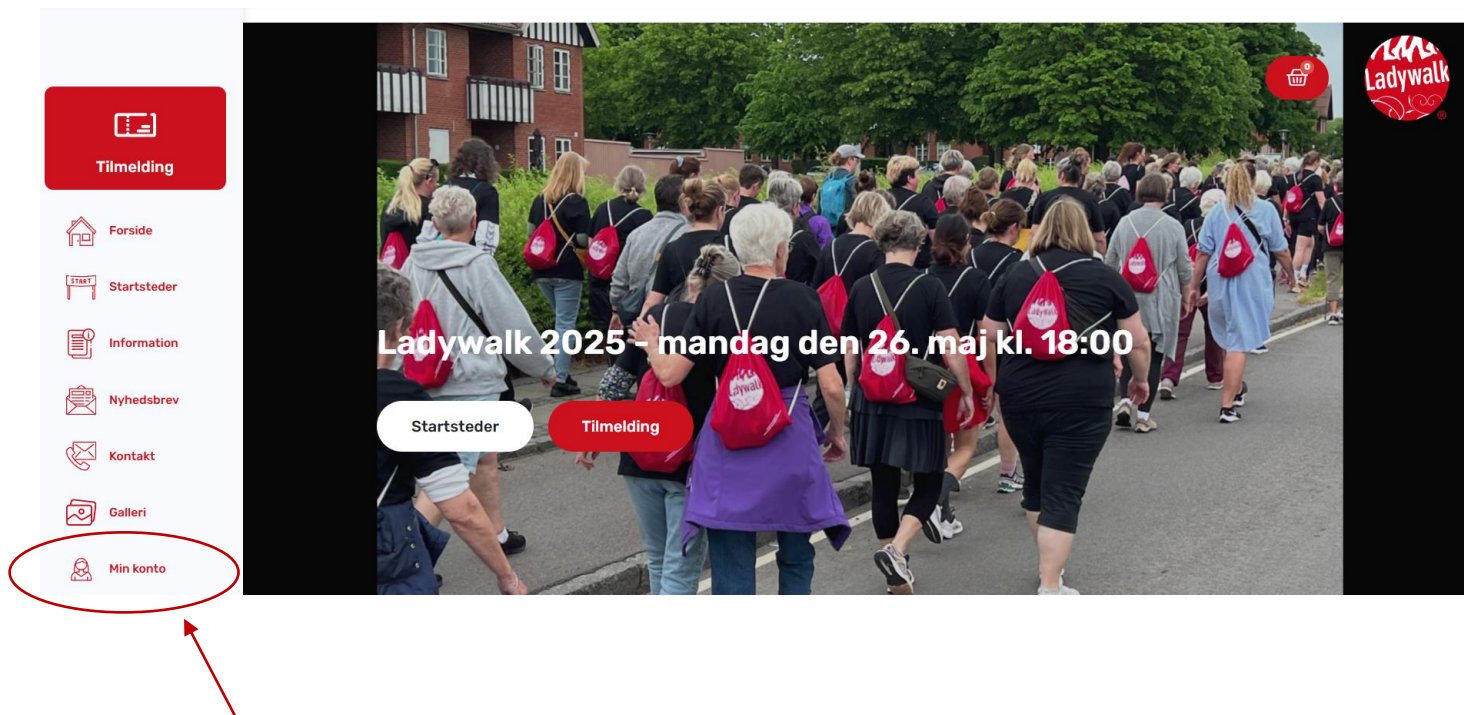 Tilmelding
Forside
START
Startsteder
Information
Nyhedsbrev
Kontakt
Galleri
Min konto
0
Ladywalk
®
Ladywalk 2025 - mandag den 26. maj kl. 18:00
Startsteder
Tilmelding